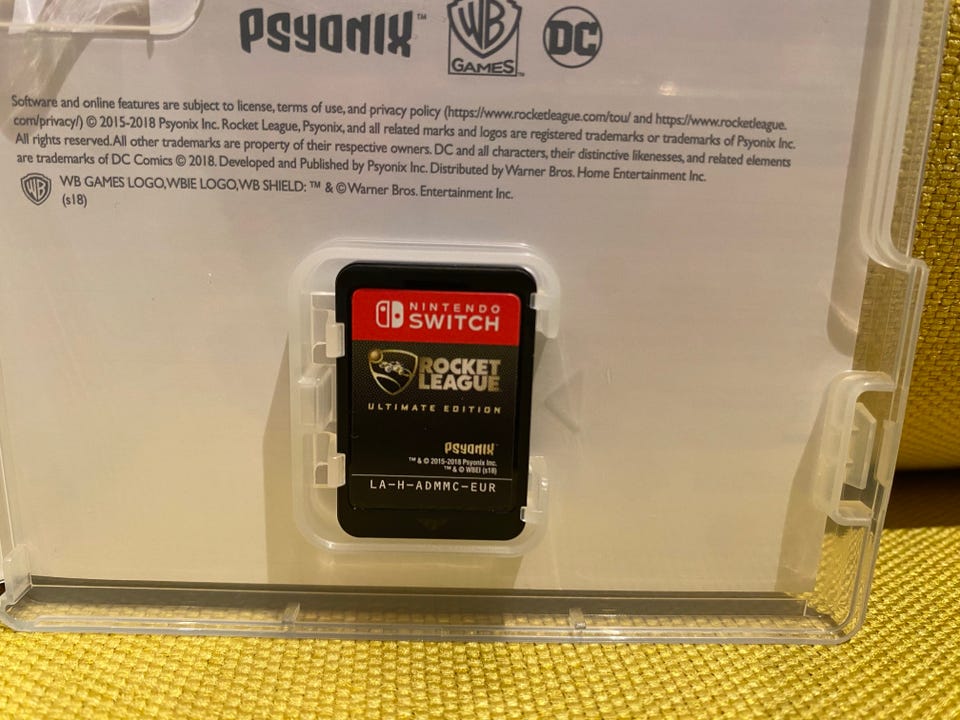 PSYONIX™
WB
GAMES™
DC
Software and online features are subject to license, terms of use, and privacy policy (https://www.rocketleague.com/tou/ and https://www.rocketleague.
com/privacy/) © 2015-2018 Psyonix Inc. Rocket League, Psyonix, and all related marks and logos are registered trademarks or trademarks of Psyonix Inc.
All rights reserved. All other trademarks are property of their respective owners. DC and all characters, their distinctive likenesses, and related elements
are trademarks of DC Comics © 2018. Developed and Published by Psyonix Inc. Distributed by Warner Bros. Home Entertainment Inc.
WB GAMES LOGO, WBIE LOGO, WB SHIELD: ™ & © Warner Bros. Entertainment Inc.
(s18)
NINTENDO
SWITCH
ROCKET
LEAGUE
ULTIMATE EDITION
PSYONIX
™ & © 2015-2018 Psyonix Inc.
™ & © WBEI (s18)
LA-H-ADMMC-EUR